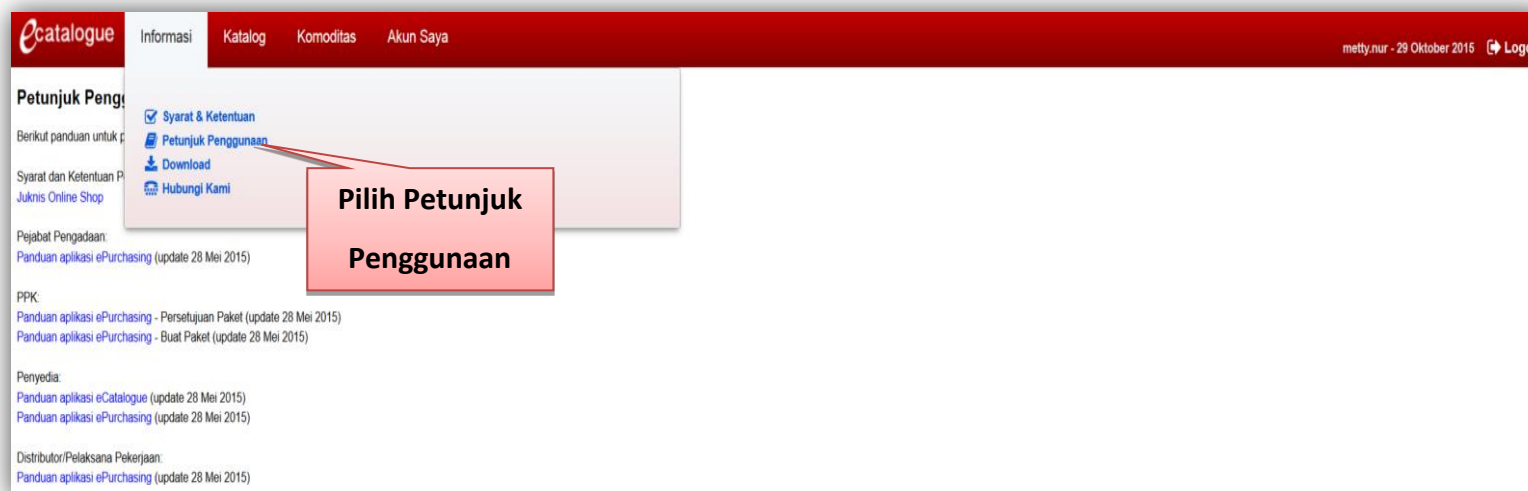 ecatalogue Informasi Katalog Komoditas Akun Saya
metty.nur - 29 Oktober 2015
Petunjuk
Syarat & Ketentuan
Petunjuk Penggunaan
Download
Hubungi Kami
Pilih Petunjuk
Penggunaan
Berikut panduan untuk
Syarat dan Ketentuan
Juknis Online Shop
Pejabat Pengadaan:
Panduan aplikasi ePurchasing (update 28 Mei 2015)
PPK:
Panduan aplikasi ePurchasing - Persetujuan Paket (update 28 Mei 2015)
Panduan aplikasi ePurchasing - Buat Paket (update 28 Mei 2015)
Penyedia:
Panduan aplikasi eCatalogue (update 28 Mei 2015)
Panduan aplikasi ePurchasing (update 28 Mei 2015)
Distributor/Pelaksana Pekerjaan:
Panduan aplikasi ePurchasing (update 28 Mei 2015)